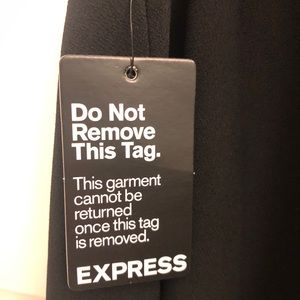 Do Not
Remove
This Tag.
This garment
cannot be
returned
once this tag
is removed.
EXPRESS